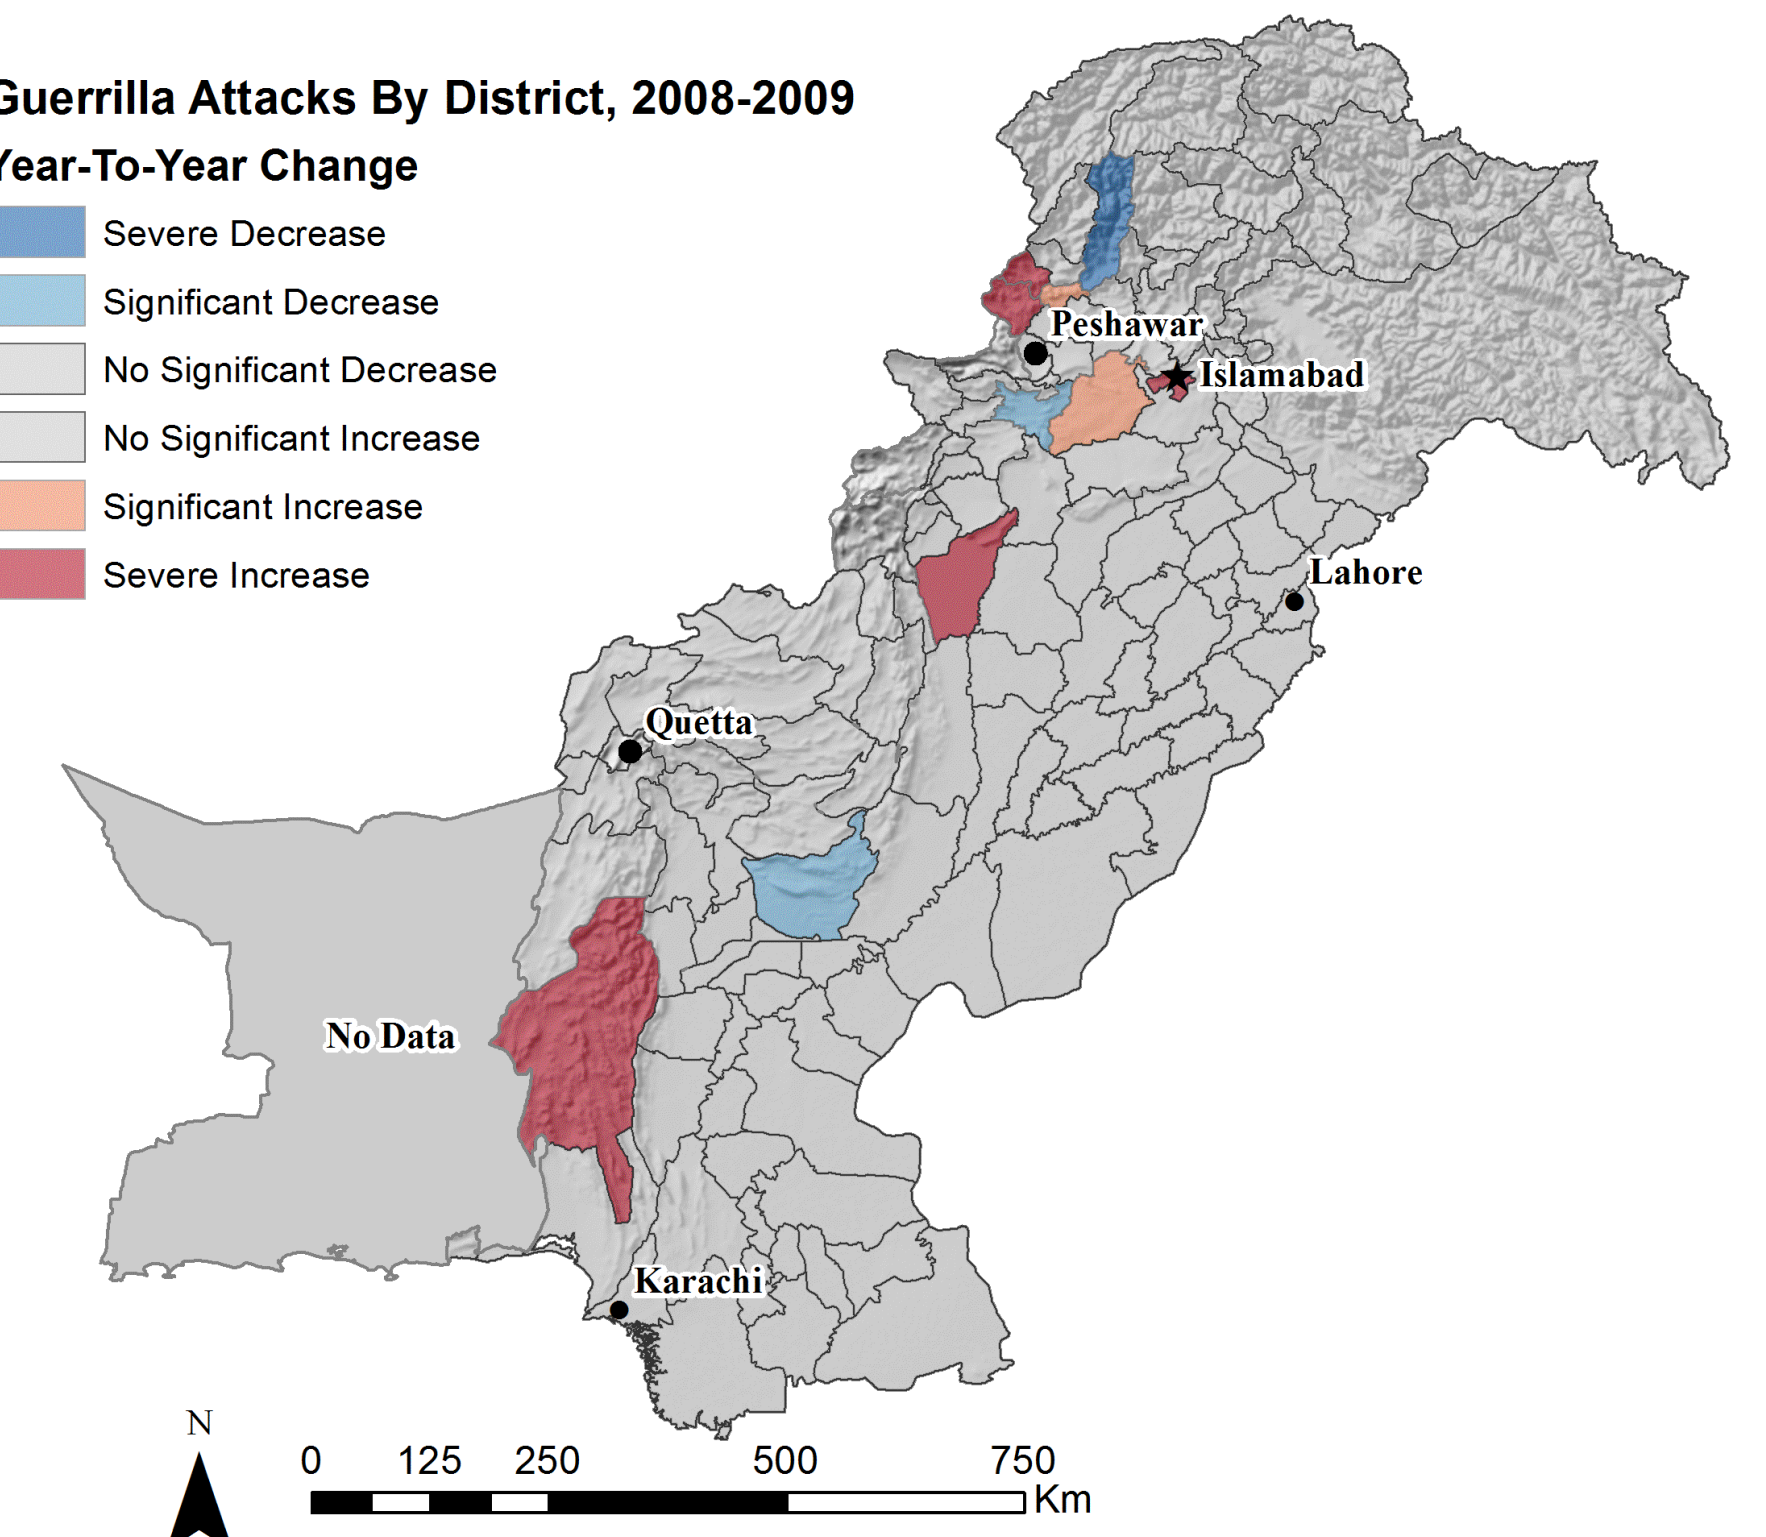 Guerrilla Attacks By District, 2008-2009
Year-To-Year Change
Severe Decrease
Significant Decrease
No Significant Decrease
No Significant Increase
Significant Increase
Severe Increase
Peshawar
Islamabad
Lahore
Quetta
No Data
Karachi
N
0 125 250 500 750
Km